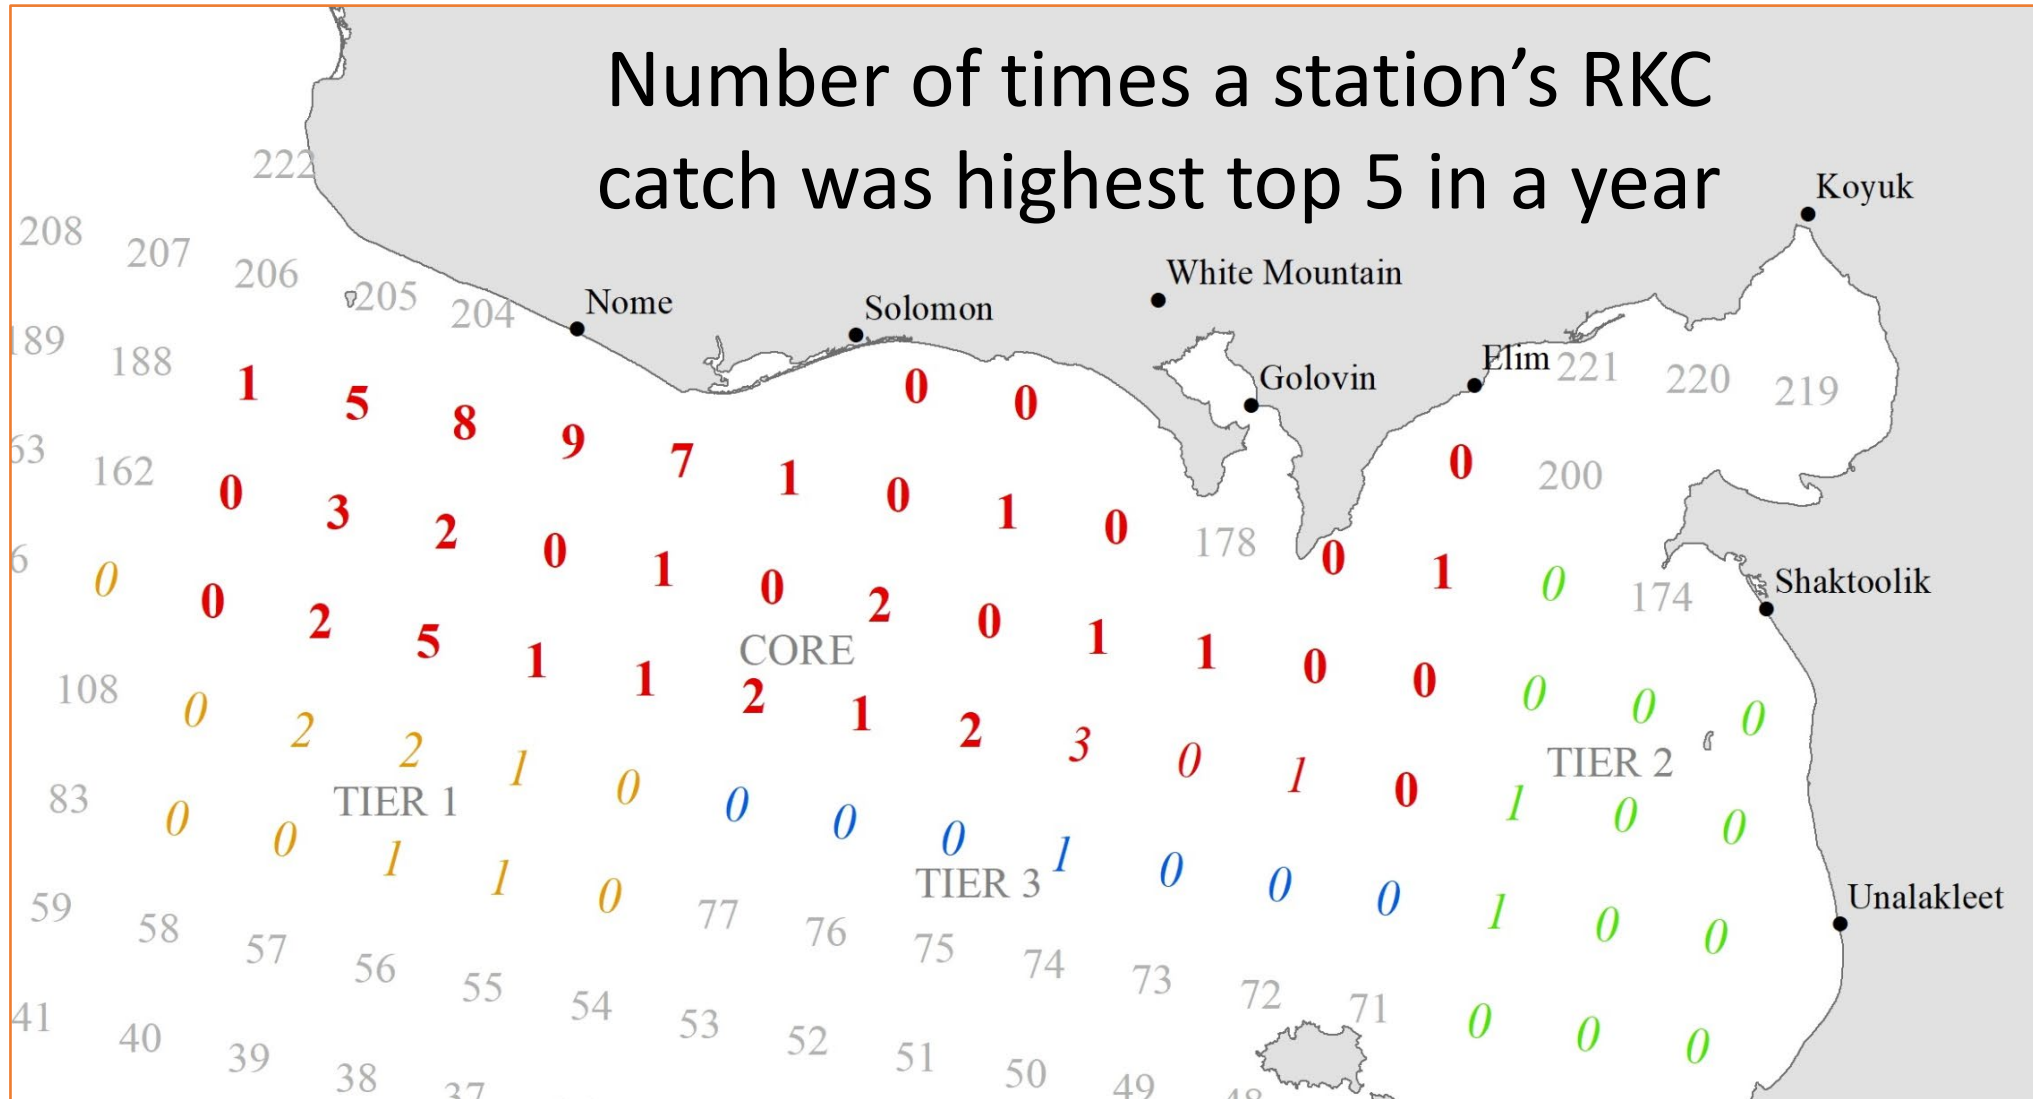 Number of times a station’s RKC
catch was highest top 5 in a year
222
Koyuk
208 207 206 205 204
White Mountain
Nome Solomon
189 188
Elim 221 220 219
Golovin
1 5 8 9 7 1 0 0
0 1 0
0
162 200
0 3 2 0 1 0 2 0 1 1 0 0
178 0 1 0 174
Shaktoolik
0 0 2 5 1 1 2 1 2 3 0 1 0
CORE
108 0 2 2 1 0 0 0 0 1 0 0 0
0 0 0
TIER 2
TIER 1
83 0 0 1 1 0
1 0 0
TIER 3
Unalakleet
59 58 57 56 55 54 53 52 51 50 49
77 76 75 74 73 72 71
1 0 0
0 0 0
41 40 39 38 37